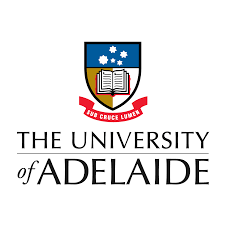 SUB CRUCE LUMEN
THE UNIVERSITY
of ADELAIDE